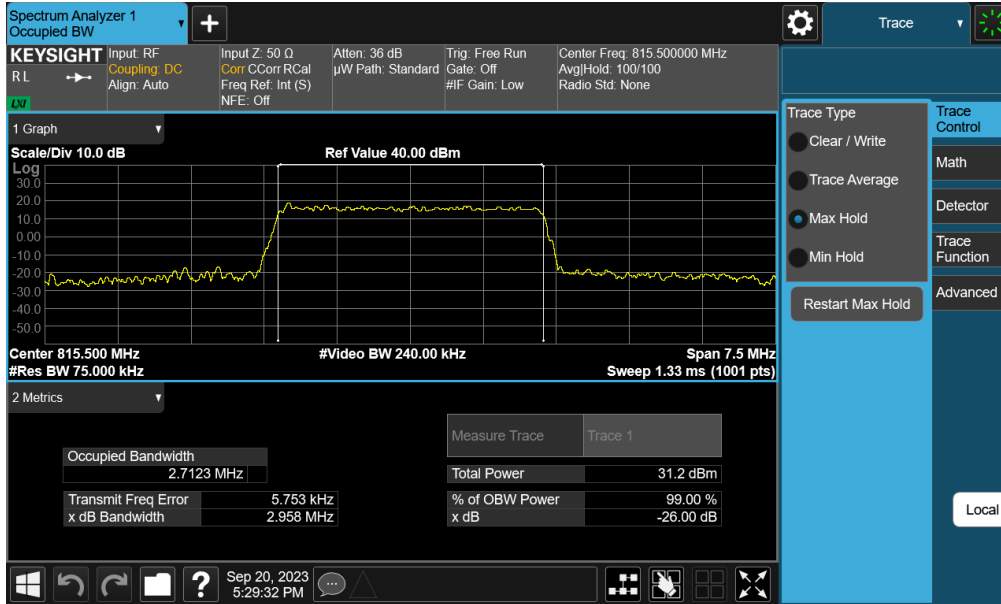 Spectrum Analyzer 1
Occupied BW
Trace
KEYSIGHT
R L
LXI
Input: RF
Coupling: DC
Align: Auto
Input Z: 50 Ω
Corr CCorr RCal
Freq Ref: Int (S)
NFE: Off
Atten: 36 dB
µW Path: Standard
Trig: Free Run
Gate: Off
#IF Gain: Low
Center Freq: 815.500000 MHz
Avg|Hold: 100/100
Radio Std: None
1 Graph
Scale/Div 10.0 dB
Ref Value 40.00 dBm
Log
30.0
20.0
10.0
0.00
-10.0
-20.0
-30.0
-40.0
-50.0
Center 815.500 MHz
#Video BW 240.00 kHz
Span 7.5 MHz
#Res BW 75.000 kHz
Sweep 1.33 ms (1001 pts)
2 Metrics
Measure Trace
Trace 1
Occupied Bandwidth
2.7123 MHz
Total Power
31.2 dBm
Transmit Freq Error
5.753 kHz
% of OBW Power
99.00 %
x dB Bandwidth
2.958 MHz
x dB
-26.00 dB
Trace Type
Clear / Write
Trace Average
Max Hold
Min Hold
Restart Max Hold
Trace
Control
Math
Detector
Trace
Function
Advanced
Local
?
Sep 20, 2023
5:29:32 PM